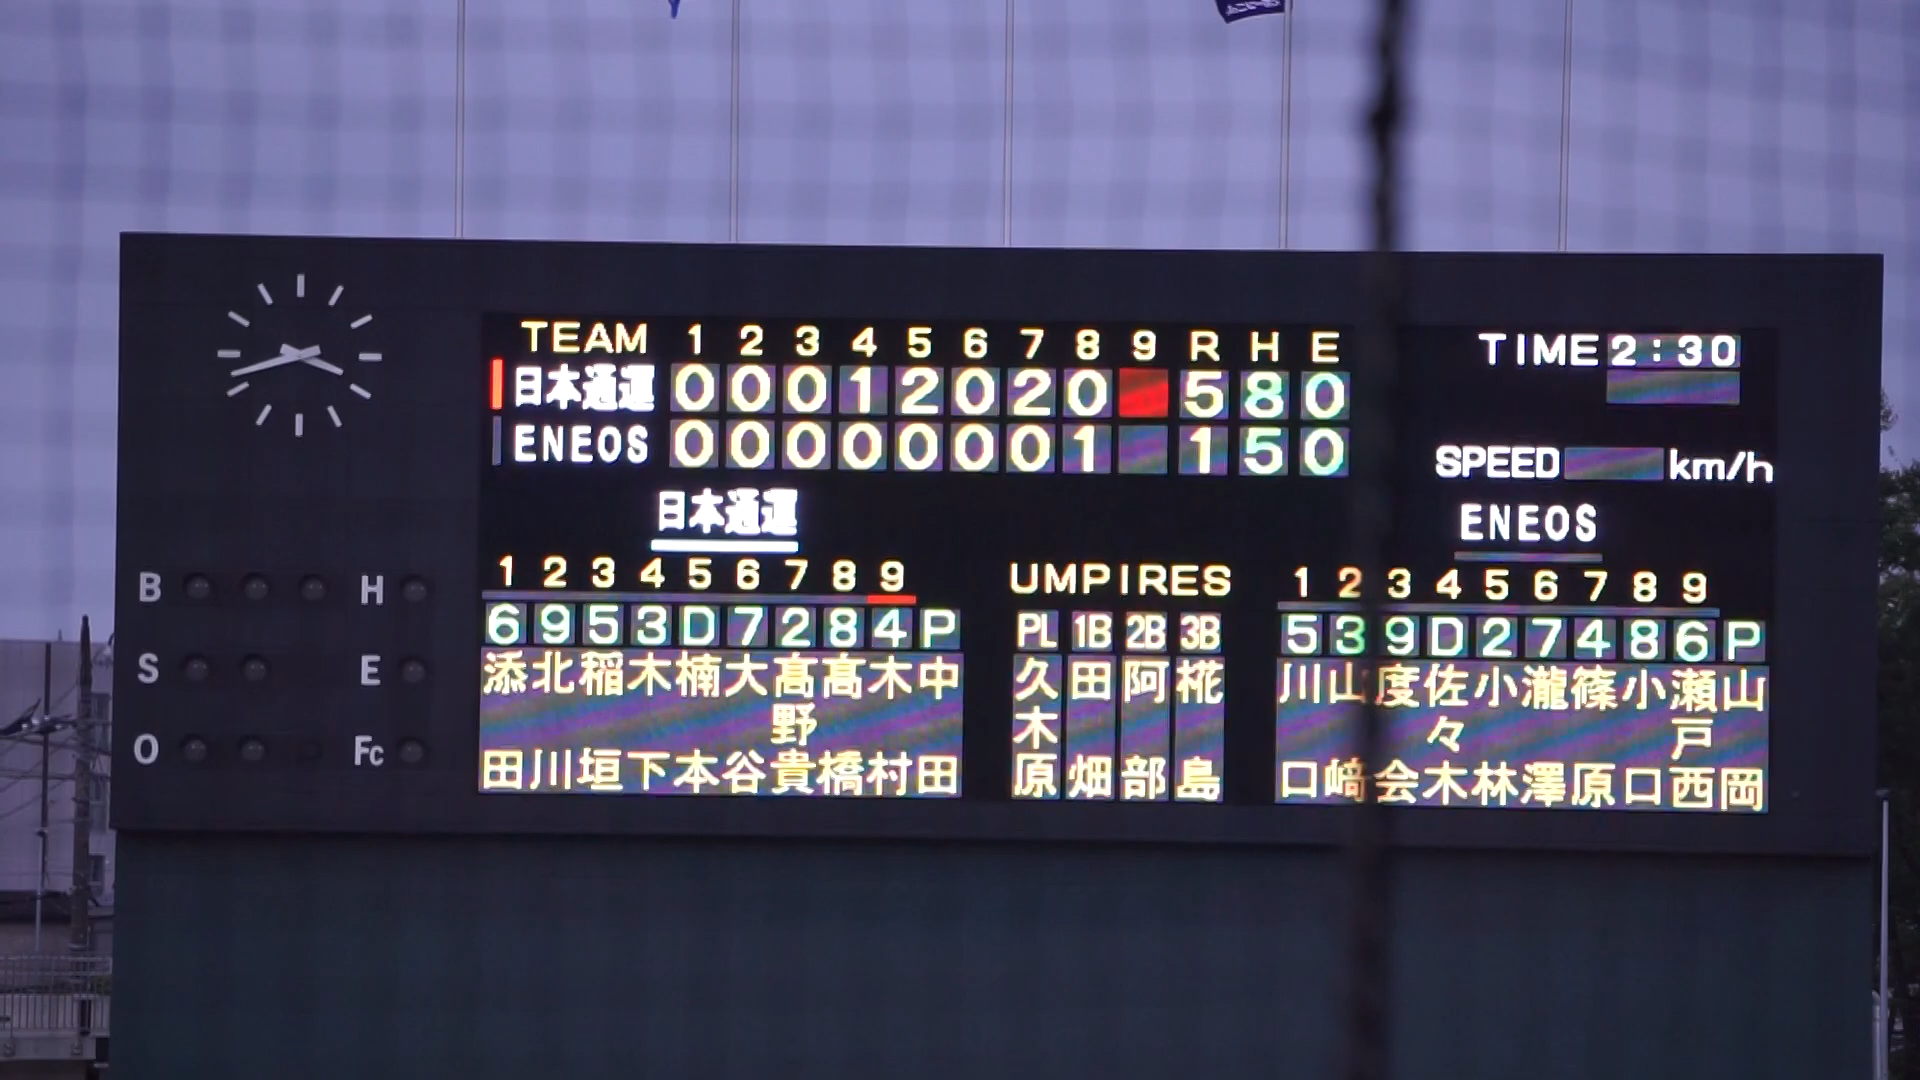 TEAM 1 2 3 4 5 6 7 8 9 R H E
日本通運 0 0 0 1 2 0 2 0 5 8 0
ENEOS 0 0 0 0 0 0 0 1 1 5 0
TIME 2:30
SPEED km/h
B H
S E
O Fc
日本通運
1 2 3 4 5 6 7 8 9
6 9 5 3 D 7 2 8 4 P
添田 北川 稲垣 木下 楠本 大谷 髙野貴 髙橋 木村 中田
UMPIRES
PL 1B 2B 3B
久木原 田畑 阿部 椛島
ENEOS
1 2 3 4 5 6 7 8 9
5 3 9 D 2 7 4 8 6 P
川口 山﨑 度会 佐々木 小林 瀧澤 篠原 小口 瀬戸西 山岡